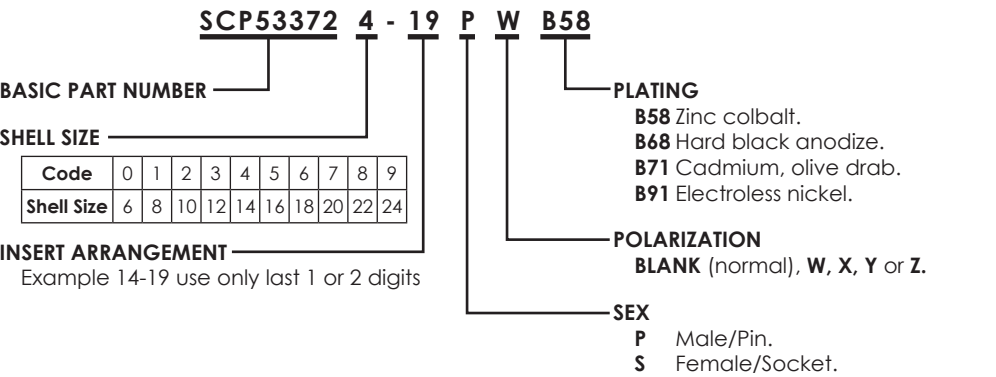 SCP53372 4 - 19 P W B58
BASIC PART NUMBER
SHELL SIZE
Code 0 1 2 3 4 5 6 7 8 9
Shell Size 6 8 10 12 14 16 18 20 22 24
INSERT ARRANGEMENT
Example 14-19 use only last 1 or 2 digits
PLATING
B58 Zinc colbalt.
B68 Hard black anodize.
B71 Cadmium, olive drab.
B91 Electroless nickel.
POLARIZATION
BLANK (normal), W, X, Y or Z.
SEX
P Male/Pin.
S Female/Socket.